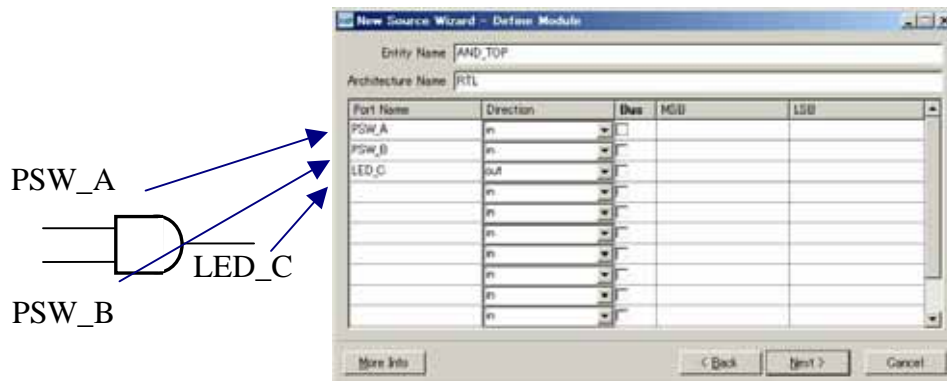 New Source Wizard - Define Module
Entity Name AND_TOP
Architecture Name RTL
Port Name Direction Bus MSB LSB
PSW_A in
PSW_B in
LED_C out
in
in
in
in
in
in
in
More Info < Back Next > Cancel
PSW_A
LED_C
PSW_B